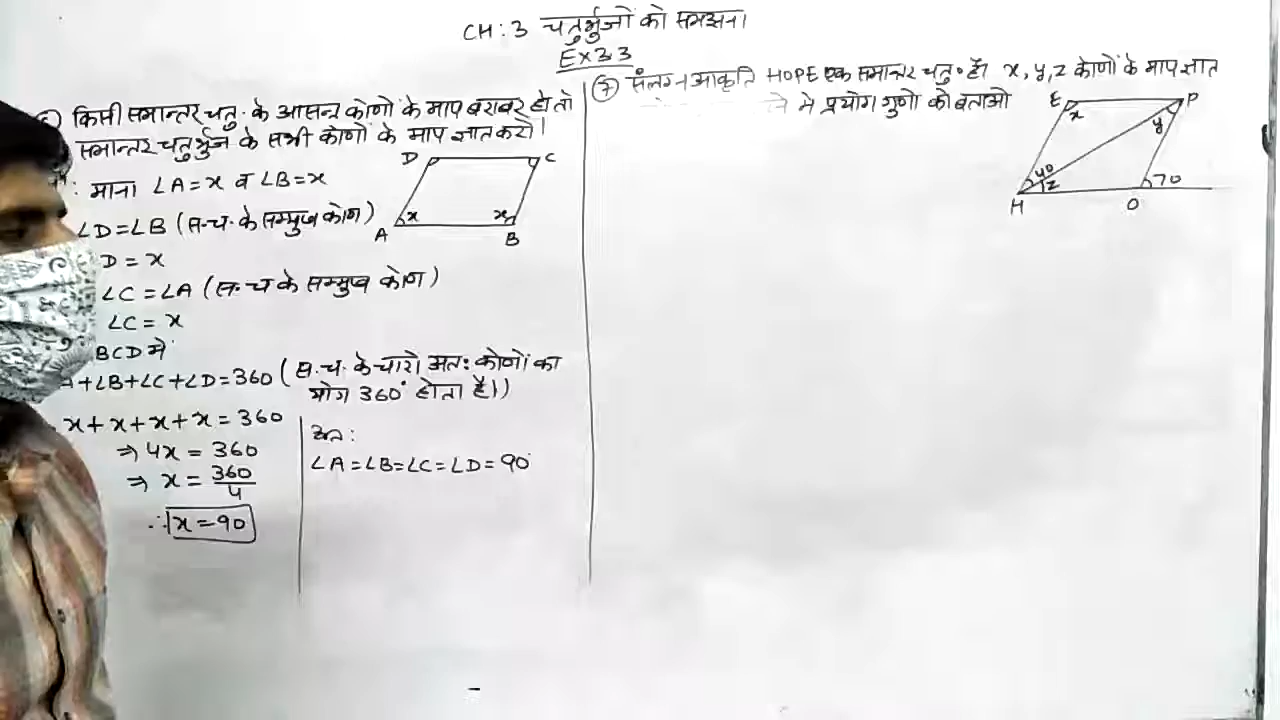 CH: 3 चतुर्भुजों को समझना
Ex 3.3
किसी समान्तर चतु. के आसन्न कोणों के माप बराबर हो तो
समान्तर चतुर्भुज के सभी कोणों के माप ज्ञात करो।
माना ∠A=x व ∠B=x
∠D=∠B (स.च. के सम्मुख कोण)
D = x
∠C = ∠A (स.च के सम्मुख कोण)
∠C = x
BCD में
+∠B+∠C+∠D=360 (स.च. के चारो अतः कोणों का
योग 360° होता है।)
x+x+x+x = 360
⇒ 4x = 360
⇒ x = 360/4
∴ x = 90
अत:
∠A=∠B=∠C=∠D=90
D
C
x
x
A
B
⑦ संलग्न आकृति HOPE एक समान्तर चतु. है। x, y, z कोणों के माप ज्ञात
मे प्रयोग गुणो को बताओ
E
P
x
y
40
z
70
H
O